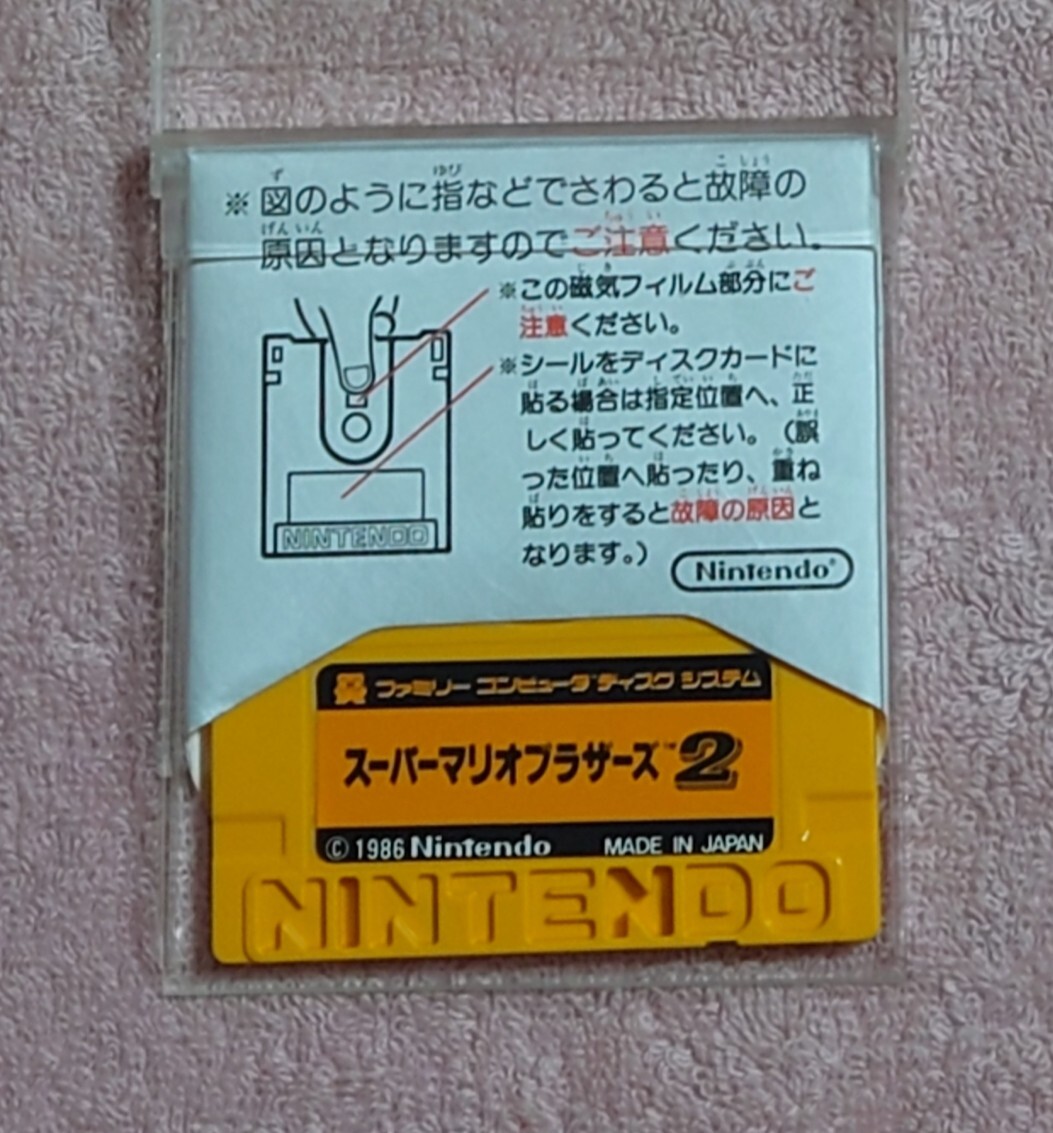 ※図のように指などでさわると故障の
原因となりますのでご注意ください。
※この磁気フィルム部分にご
注意ください。
※シールをディスクカードに
貼る場合は指定位置へ、正
しく貼ってください。（誤
った位置へ貼ったり、重ね
貼りをすると故障の原因と
なります。）
NINTENDO
Nintendo®
ファミリー コンピュータ ディスク システム
スーパーマリオブラザーズ™2
© 1986 Nintendo MADE IN JAPAN
NINTENDO